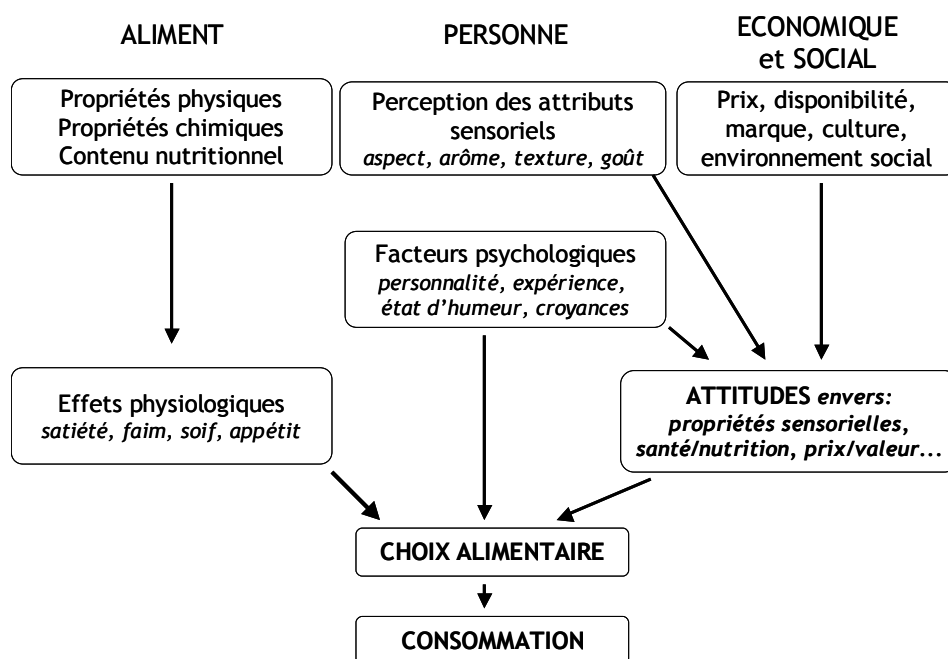 ALIMENT
PERSONNE
ECONOMIQUE
et SOCIAL
Propriétés physiques
Propriétés chimiques
Contenu nutritionnel
Perception des attributs
sensoriels
aspect, arôme, texture, goût
Prix, disponibilité,
marque, culture,
environnement social
Facteurs psychologiques
personnalité, expérience,
état d'humeur, croyances
Effets physiologiques
satiété, faim, soif, appétit
ATTITUDES envers:
propriétés sensorielles,
santé/nutrition, prix/valeur...
CHOIX ALIMENTAIRE
CONSOMMATION